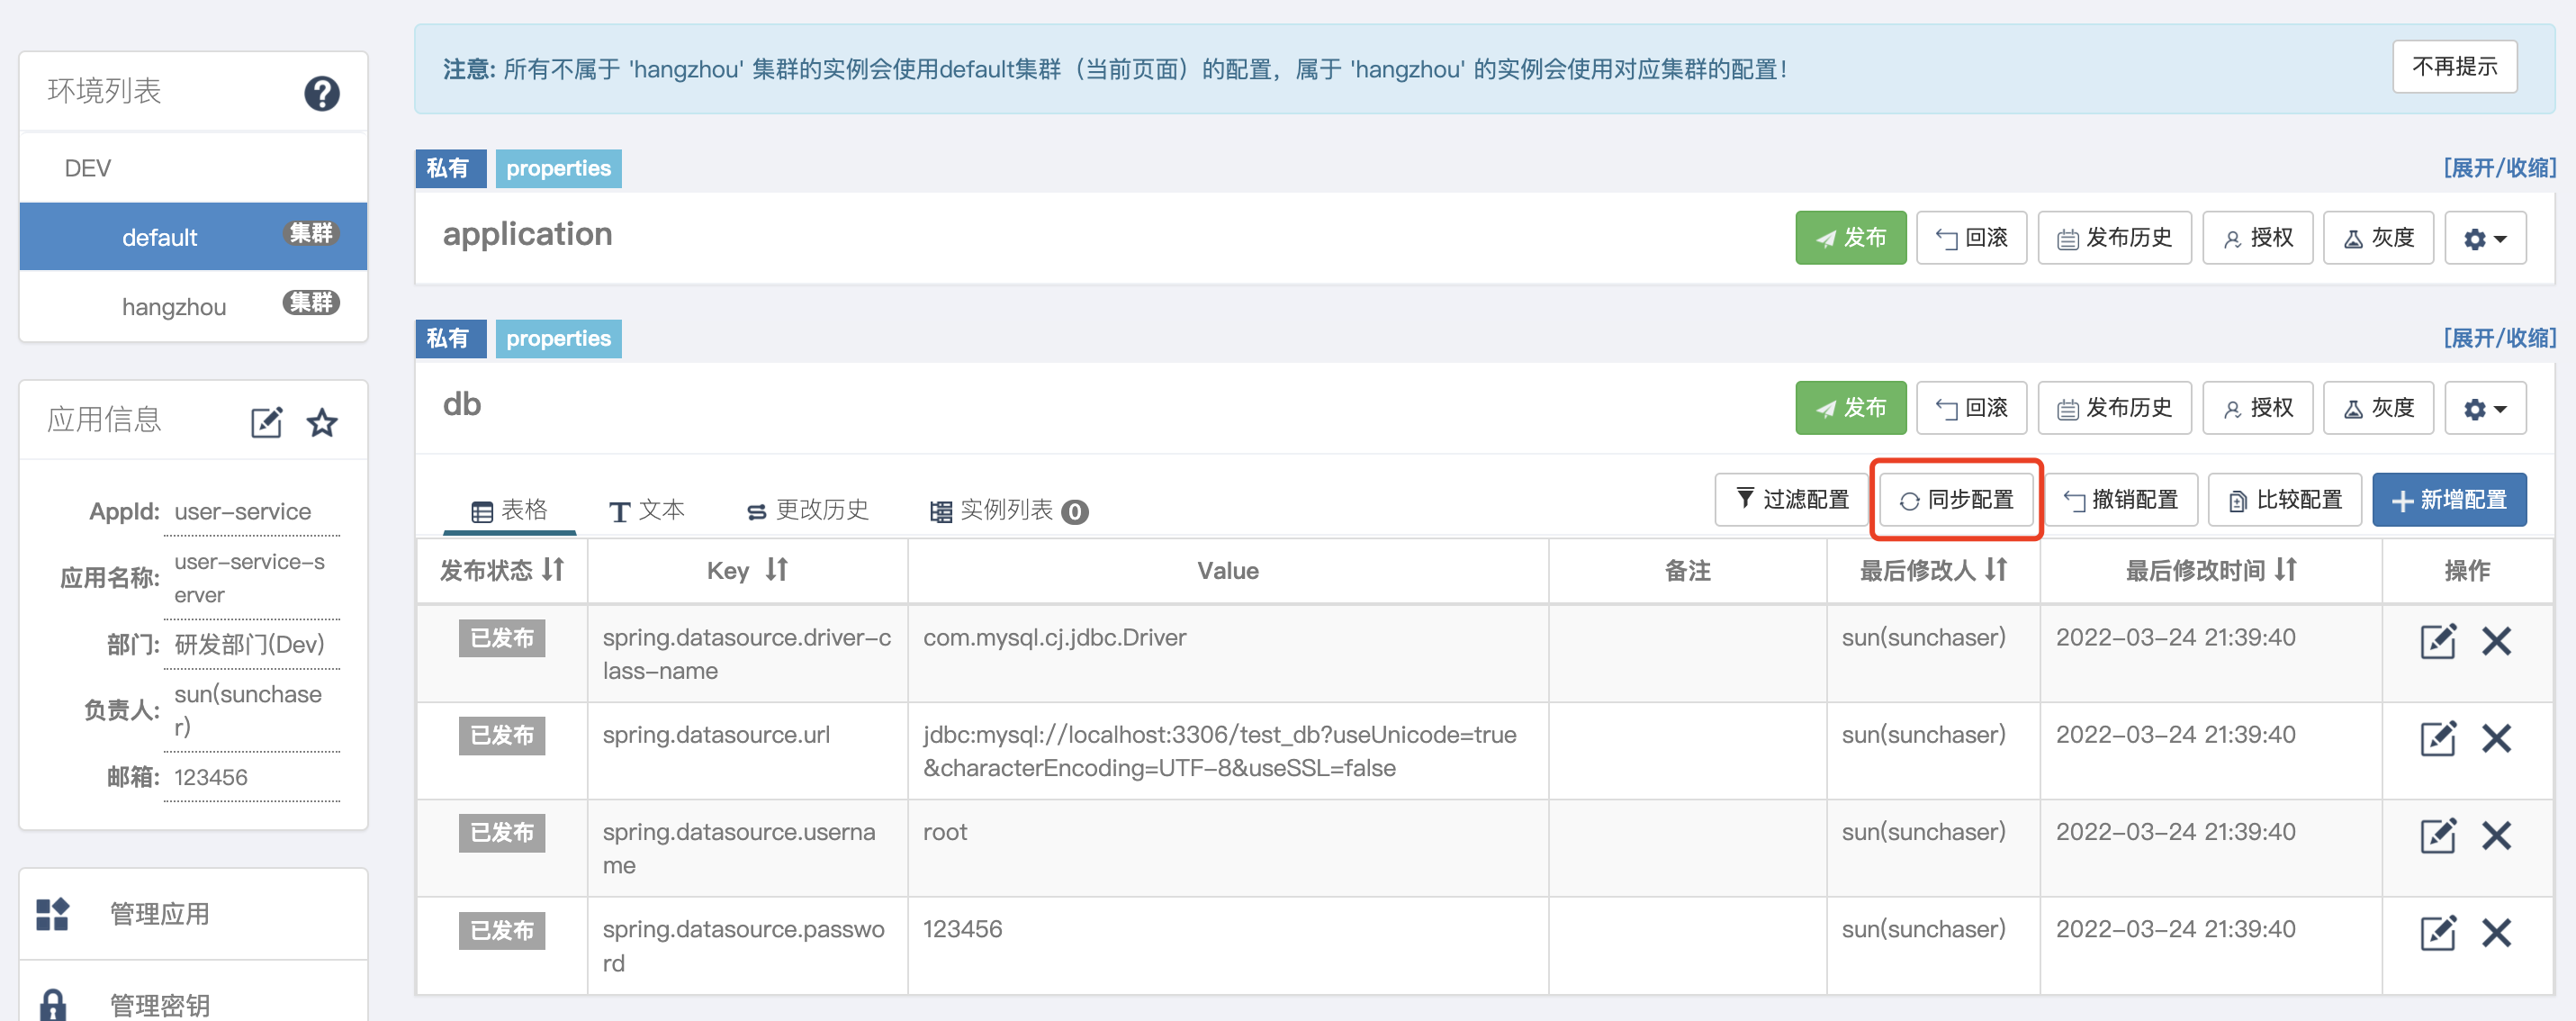 注意: 所有不属于 'hangzhou' 集群的实例会使用default集群（当前页面）的配置，属于 'hangzhou' 的实例会使用对应集群的配置！
不再提示
环境列表
DEV
default 集群
hangzhou 集群
应用信息
AppId: user-service
应用名称: user-service-s
erver
部门: 研发部门(Dev)
负责人: sun(sunchase
r)
邮箱: 123456
管理应用
管理密钥
私有 properties [展开/收缩]
application 发布 回滚 发布历史 授权 灰度
私有 properties [展开/收缩]
db 发布 回滚 发布历史 授权 灰度
表格 文本 更改历史 实例列表 0 过滤配置 同步配置 撤销配置 比较配置 新增配置
发布状态 Key Value 备注 最后修改人 最后修改时间 操作
已发布 spring.datasource.driver-c com.mysql.cj.jdbc.Driver sun(sunchaser) 2022-03-24 21:39:40
lass-name
已发布 spring.datasource.url jdbc:mysql://localhost:3306/test_db?useUnicode=true sun(sunchaser) 2022-03-24 21:39:40
&characterEncoding=UTF-8&useSSL=false
已发布 spring.datasource.userna root sun(sunchaser) 2022-03-24 21:39:40
me
已发布 spring.datasource.passwo 123456 sun(sunchaser) 2022-03-24 21:39:40
rd